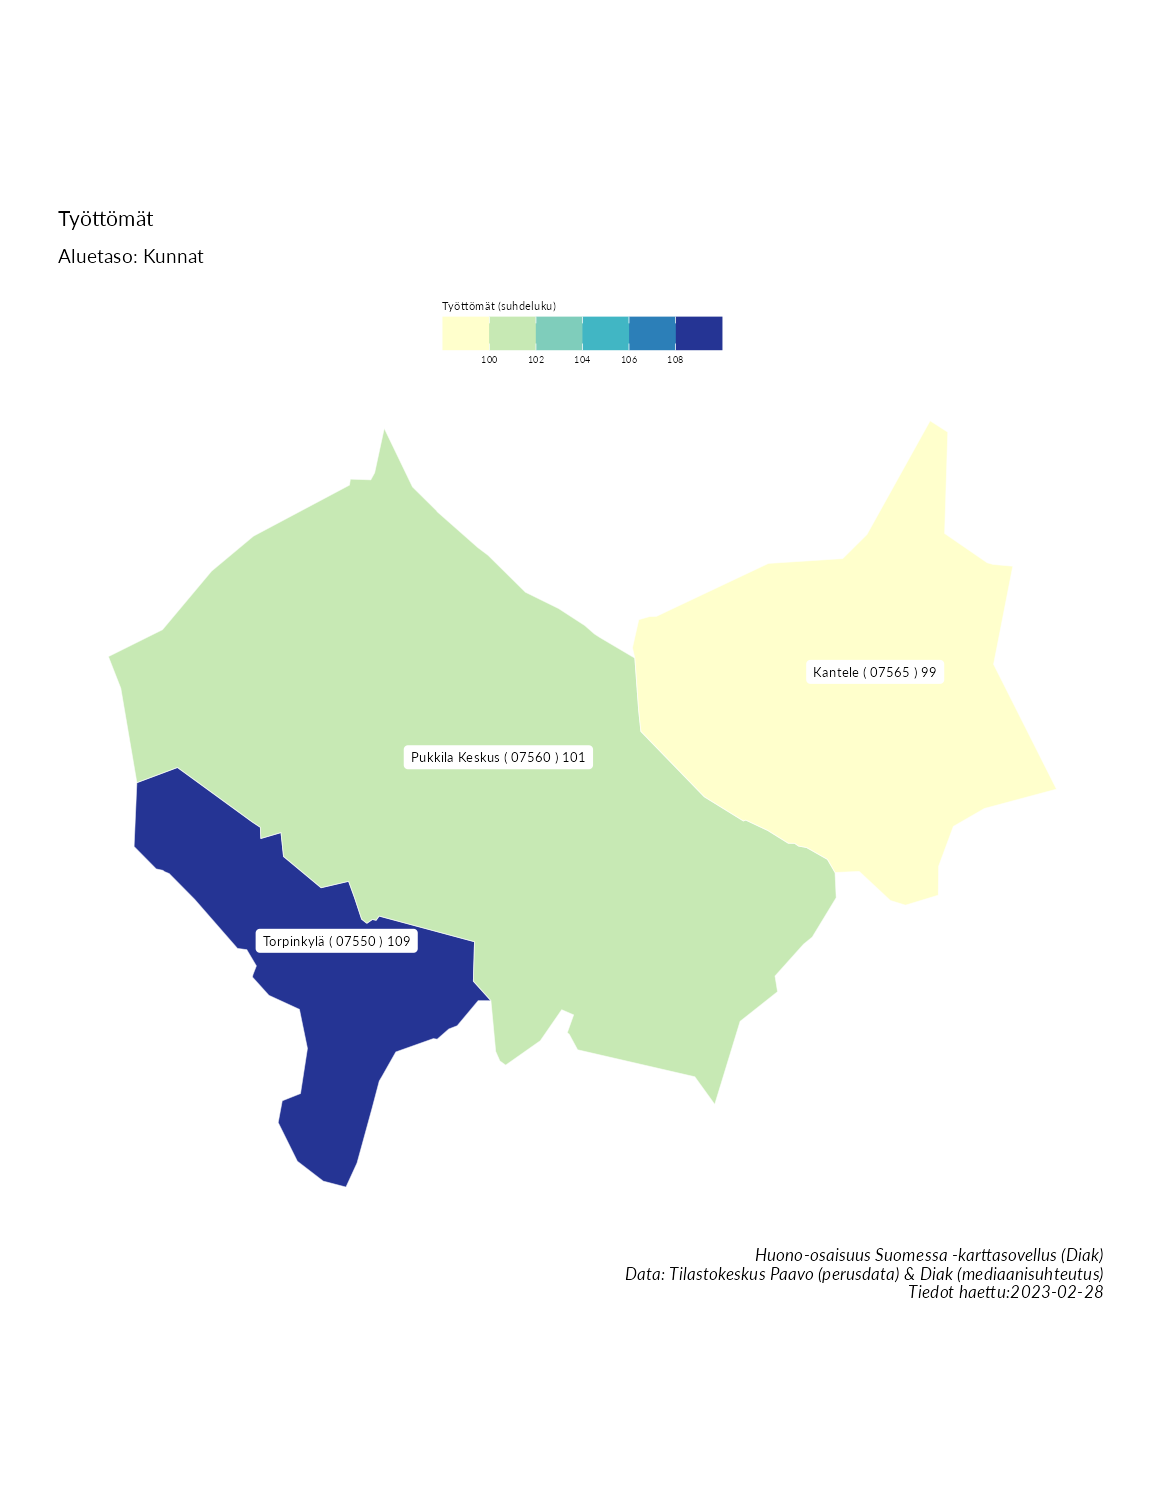 Työttömät
Aluetaso: Kunnat
Työttömät (suhdeluku)
100 102 104 106 108
Kantele ( 07565 ) 99
Pukkila Keskus ( 07560 ) 101
Torpinkylä ( 07550 ) 109
Huono-osaisuus Suomessa -karttasovellus (Diak)
Data: Tilastokeskus Paavo (perusdata) & Diak (mediaanisuhteutus)
Tiedot haettu:2023-02-28